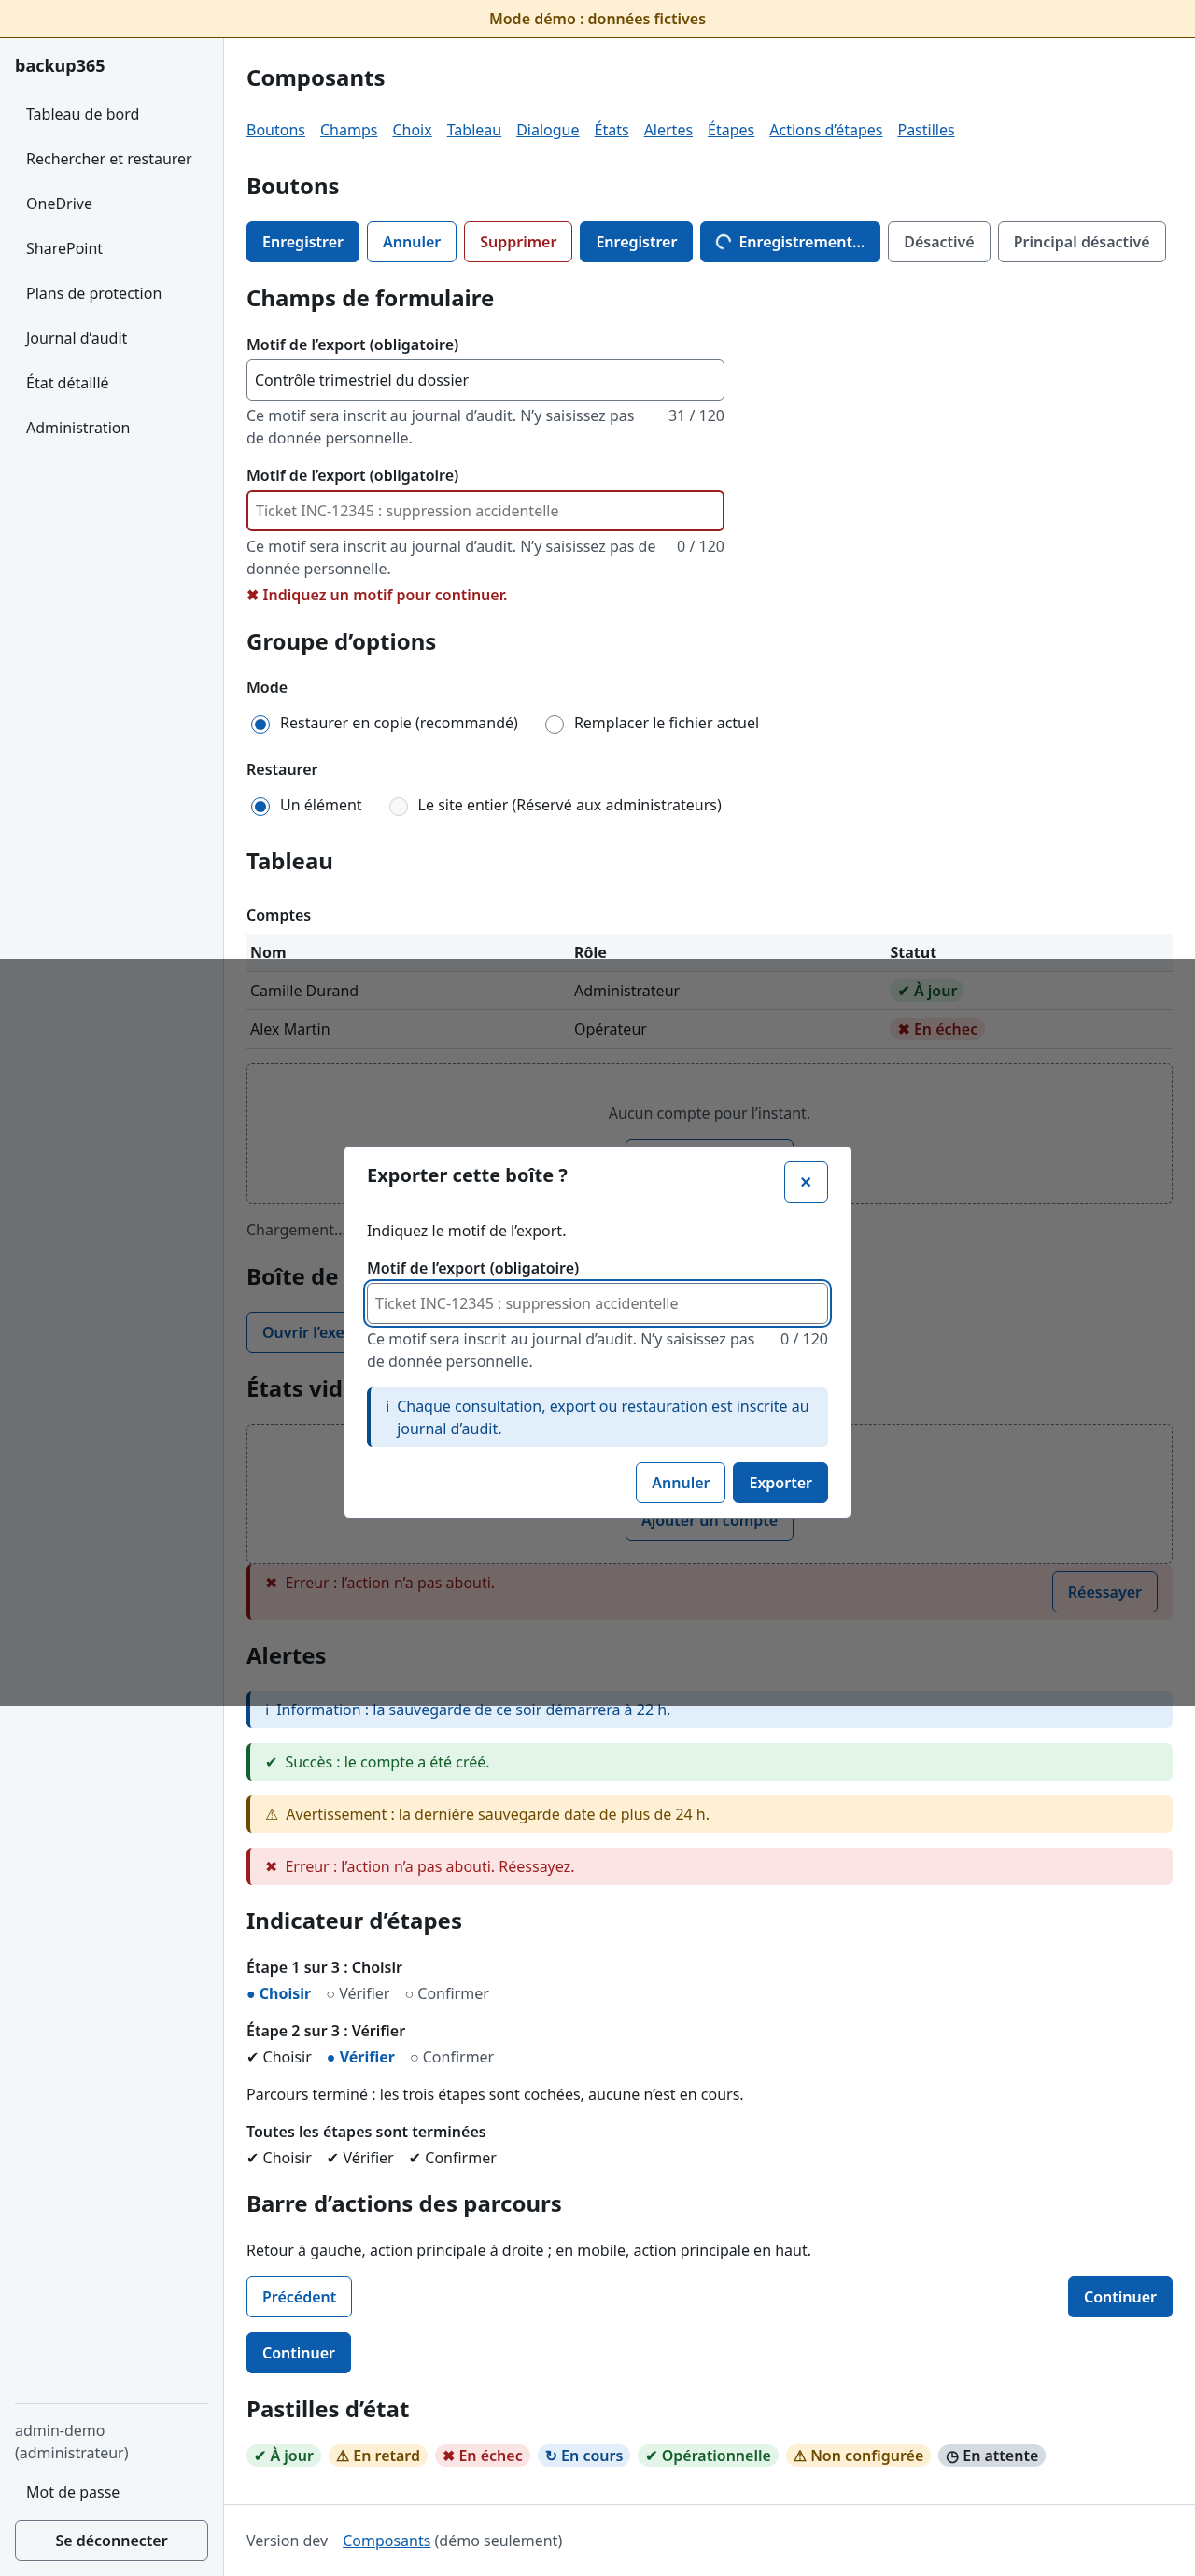 Mode démo : données fictives
backup365
Tableau de bord
Rechercher et restaurer
OneDrive
SharePoint
Plans de protection
Journal d’audit
État détaillé
Administration
Composants
Boutons Champs Choix Tableau Dialogue États Alertes Étapes Actions d’étapes Pastilles
Boutons
Enregistrer Annuler Supprimer Enregistrer Enregistrement… Désactivé Principal désactivé
Champs de formulaire
Motif de l’export (obligatoire)
Contrôle trimestriel du dossier
Ce motif sera inscrit au journal d’audit. N’y saisissez pas 31 / 120
de donnée personnelle.
Motif de l’export (obligatoire)
Ticket INC-12345 : suppression accidentelle
Ce motif sera inscrit au journal d’audit. N’y saisissez pas de 0 / 120
donnée personnelle.
✖ Indiquez un motif pour continuer.
Groupe d’options
Mode
Restaurer en copie (recommandé) Remplacer le fichier actuel
Restaurer
Un élément Le site entier (Réservé aux administrateurs)
Tableau
Comptes
Nom Rôle Statut
Camille Durand Administrateur ✔ À jour
Alex Martin Opérateur ✖ En échec
Aucun compte pour l’instant.
Chargement…
Boîte de
Ouvrir l’exe
États vid
Exporter cette boîte ?
✕
Indiquez le motif de l’export.
Motif de l’export (obligatoire)
Ticket INC-12345 : suppression accidentelle
Ce motif sera inscrit au journal d’audit. N’y saisissez pas 0 / 120
de donnée personnelle.
i Chaque consultation, export ou restauration est inscrite au
journal d’audit.
Annuler Exporter
Ajouter un compte
✖ Erreur : l’action n’a pas abouti. Réessayer
Alertes
i Information : la sauvegarde de ce soir démarrera à 22 h.
✔ Succès : le compte a été créé.
⚠ Avertissement : la dernière sauvegarde date de plus de 24 h.
✖ Erreur : l’action n’a pas abouti. Réessayez.
Indicateur d’étapes
Étape 1 sur 3 : Choisir
● Choisir ○ Vérifier ○ Confirmer
Étape 2 sur 3 : Vérifier
✔ Choisir ● Vérifier ○ Confirmer
Parcours terminé : les trois étapes sont cochées, aucune n’est en cours.
Toutes les étapes sont terminées
✔ Choisir ✔ Vérifier ✔ Confirmer
Barre d’actions des parcours
Retour à gauche, action principale à droite ; en mobile, action principale en haut.
Précédent Continuer
Continuer
Pastilles d’état
✔ À jour ⚠ En retard ✖ En échec ↻ En cours ✔ Opérationnelle ⚠ Non configurée ◷ En attente
admin-demo
(administrateur)
Mot de passe
Se déconnecter
Version dev Composants (démo seulement)